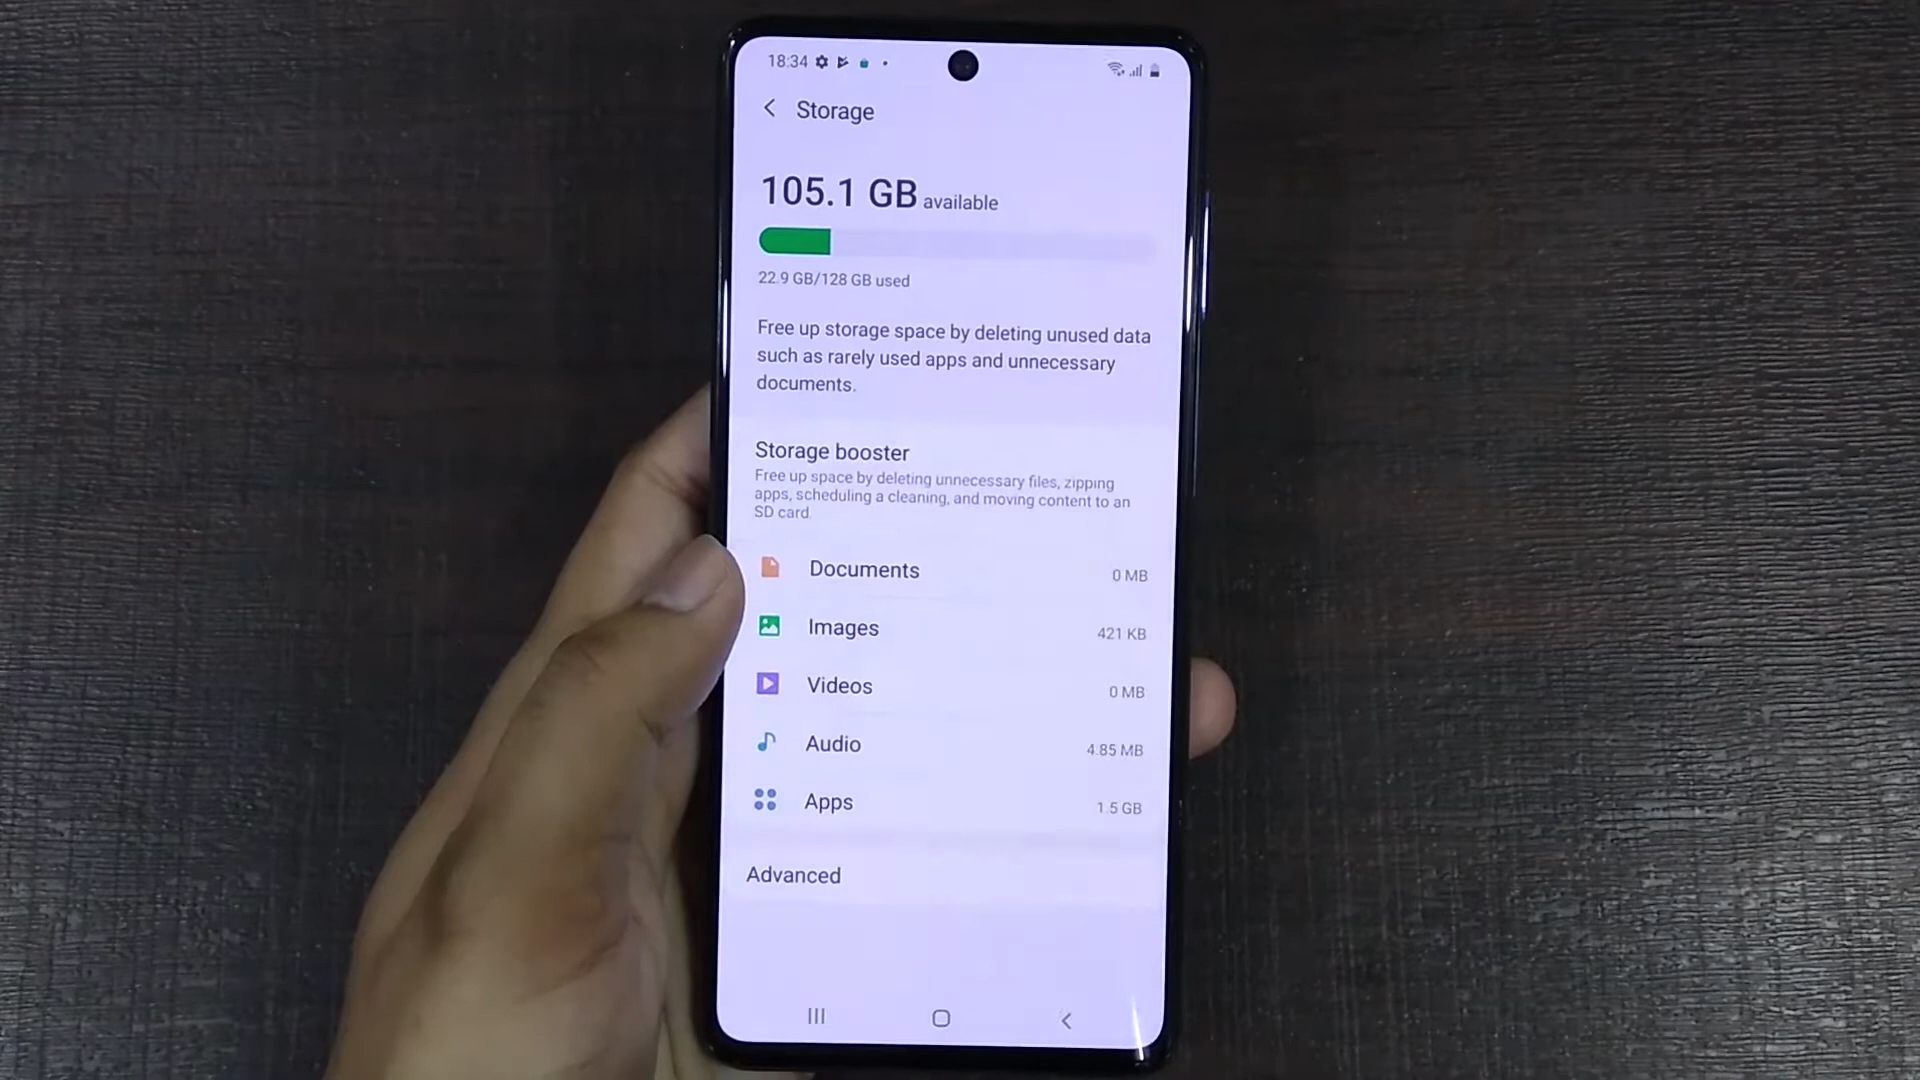 18:34
Storage
105.1 GB available
22.9 GB/128 GB used
Free up storage space by deleting unused data
such as rarely used apps and unnecessary
documents.
Storage booster
Free up space by deleting unnecessary files, zipping
apps, scheduling a cleaning, and moving content to an
SD card.
Documents 0 MB
Images 421 KB
Videos 0 MB
Audio 4.85 MB
Apps 1.5 GB
Advanced